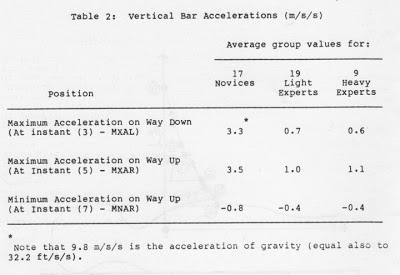 Table 2: Vertical Bar Accelerations (m/s/s)
Average group values for:
17 19 9
Novices Light Heavy
Position Experts Experts
Maximum Acceleration on Way Down *
(At instant (3) - MXAL) 3.3 0.7 0.6
Maximum Acceleration on Way Up
(At Instant (5) - MXAR) 3.5 1.0 1.1
Minimum Acceleration on Way Up
(At Instant (7) - MNAR) -0.8 -0.4 -0.4
*
Note that 9.8 m/s/s is the acceleration of gravity (equal also to
32.2 ft/s/s).